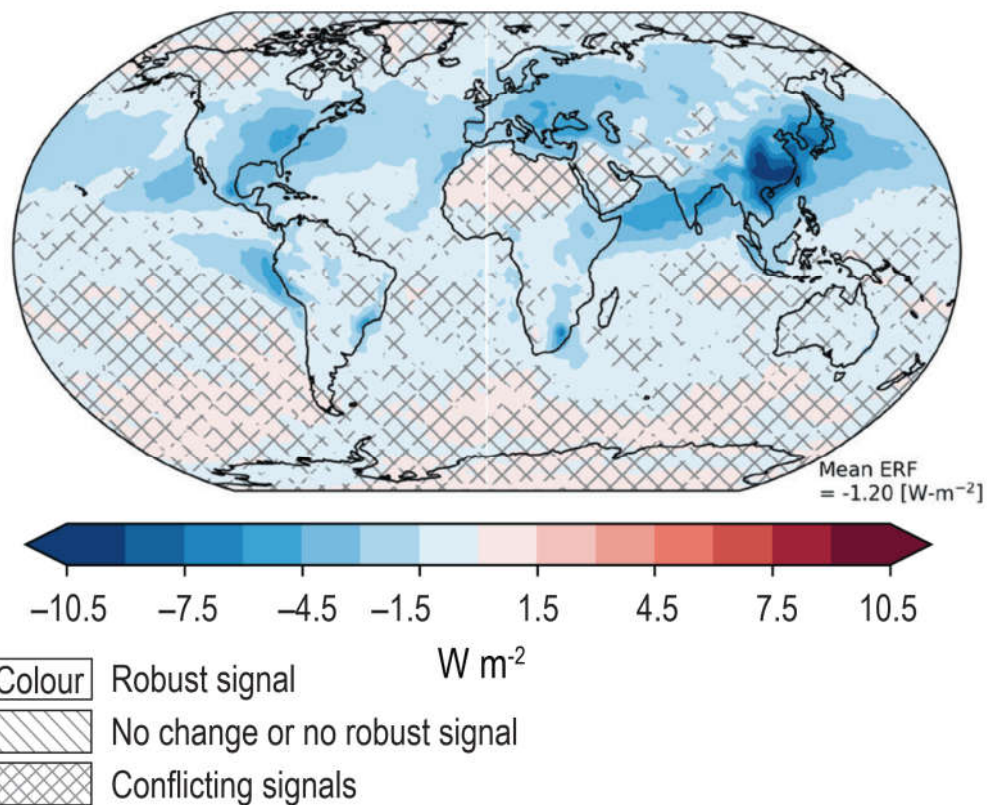 Mean ERF
= -1.20 [W-m⁻²]
–10.5 –7.5 –4.5 –1.5 1.5 4.5 7.5 10.5
W m⁻²
Colour Robust signal
No change or no robust signal
Conflicting signals